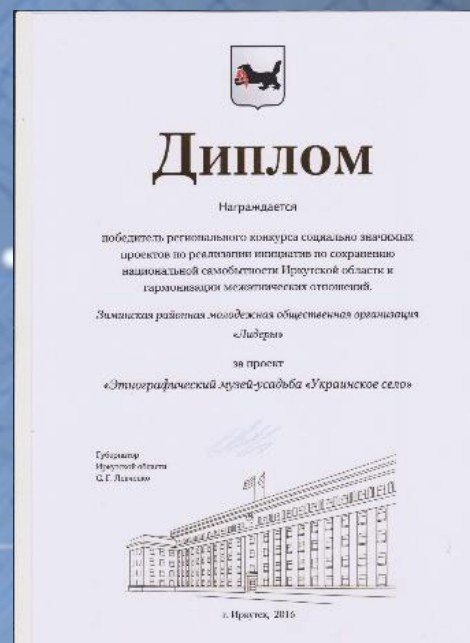 Диплом
Награждается
победитель регионального конкурса социально значимых
проектов по реализации инициатив по сохранению
национальной самобытности Иркутской области и
гармонизации межэтнических отношений.
Зиминская районная молодежная общественная организация
«Лидеры»
за проект
«Этнографический музей-усадьба «Украинское село»
Губернатор
Иркутской области
С. Г. Левченко
г. Иркутск, 2016